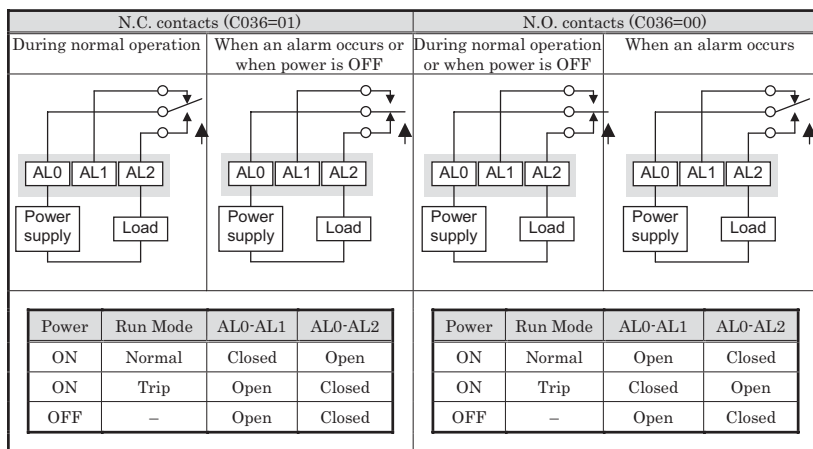 N.C. contacts (C036=01)
N.O. contacts (C036=00)
During normal operation
When an alarm occurs or
when power is OFF
During normal operation
or when power is OFF
When an alarm occurs
AL0 AL1 AL2
Power
supply
Load
AL0 AL1 AL2
Power
supply
Load
AL0 AL1 AL2
Power
supply
Load
AL0 AL1 AL2
Power
supply
Load
Power Run Mode AL0-AL1 AL0-AL2
ON Normal Closed Open
ON Trip Open Closed
OFF – Open Closed
Power Run Mode AL0-AL1 AL0-AL2
ON Normal Open Closed
ON Trip Closed Open
OFF – Open Closed